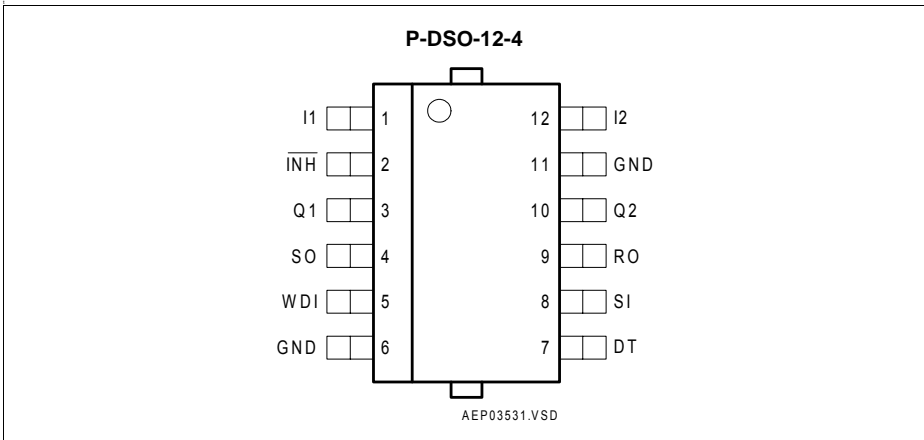 P-DSO-12-4
I1 1 12 I2
INH 2 11 GND
Q1 3 10 Q2
SO 4 9 RO
WDI 5 8 SI
GND 6 7 DT
AEP03531.VSD